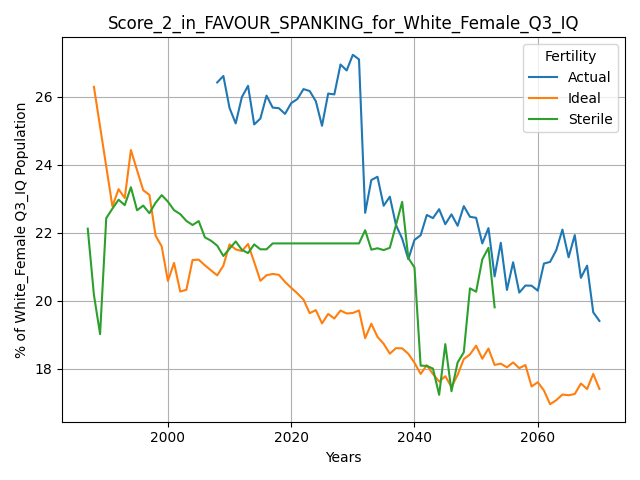 Score_2_in_FAVOUR_SPANKING_for_White_Female_Q3_IQ
Fertility
Actual
Ideal
Sterile
% of White_Female Q3_IQ Population
26
24
22
20
18
2000
2020
2040
2060
Years